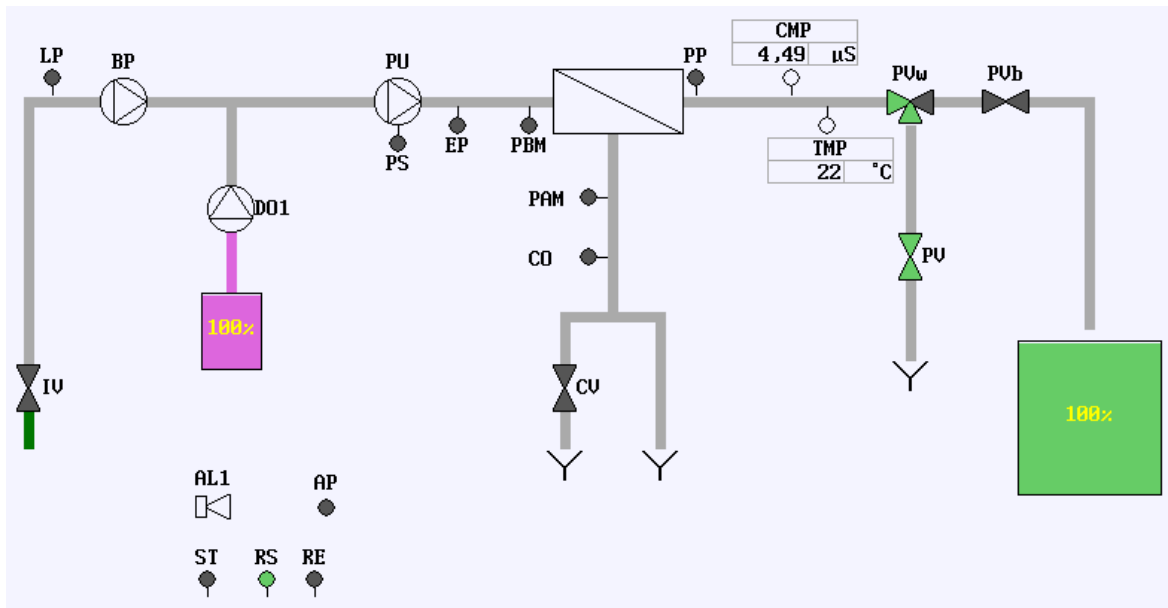 CMP
LP
BP
PU
PP
4,49 µS
PVw
PVb
PS
EP
PBM
TMP
22 °C
PAM
DO1
CO
PV
100%
IV
CV
100%
AL1
AP
ST
RS
RE